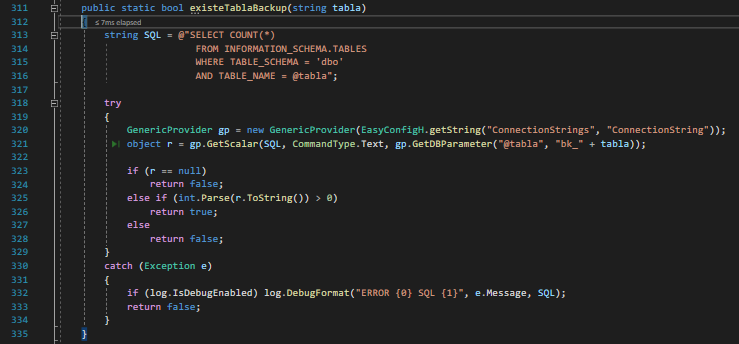 311 public static bool existeTablaBackup(string tabla)
312 { ≤ 7ms elapsed
313 string SQL = @"SELECT COUNT(*)
314 FROM INFORMATION_SCHEMA.TABLES
315 WHERE TABLE_SCHEMA = 'dbo'
316 AND TABLE_NAME = @tabla";
317
318 try
319 {
320 GenericProvider gp = new GenericProvider(EasyConfigH.getString("ConnectionStrings", "ConnectionString"));
321 object r = gp.GetScalar(SQL, CommandType.Text, gp.GetDBParameter("@tabla", "bk_" + tabla));
322
323 if (r == null)
324 return false;
325 else if (int.Parse(r.ToString()) > 0)
326 return true;
327 else
328 return false;
329 }
330 catch (Exception e)
331 {
332 if (log.IsDebugEnabled) log.DebugFormat("ERROR {0} SQL {1}", e.Message, SQL);
333 return false;
334 }
335 }